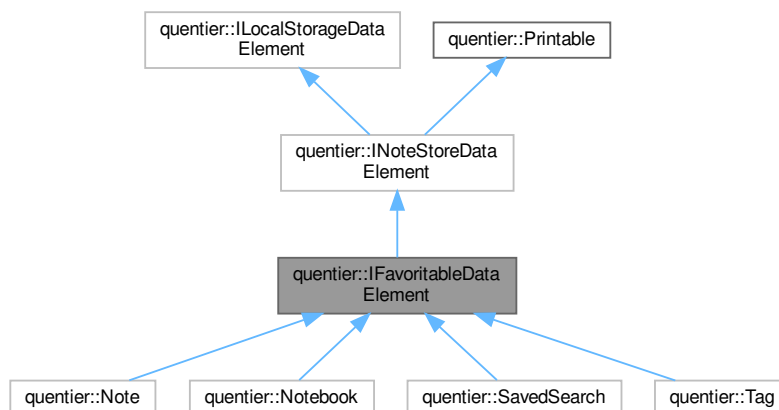 quentier::ILocalStorageData
Element
quentier::Printable
quentier::INoteStoreData
Element
quentier::IFavoritableData
Element
quentier::Note
quentier::Notebook
quentier::SavedSearch
quentier::Tag